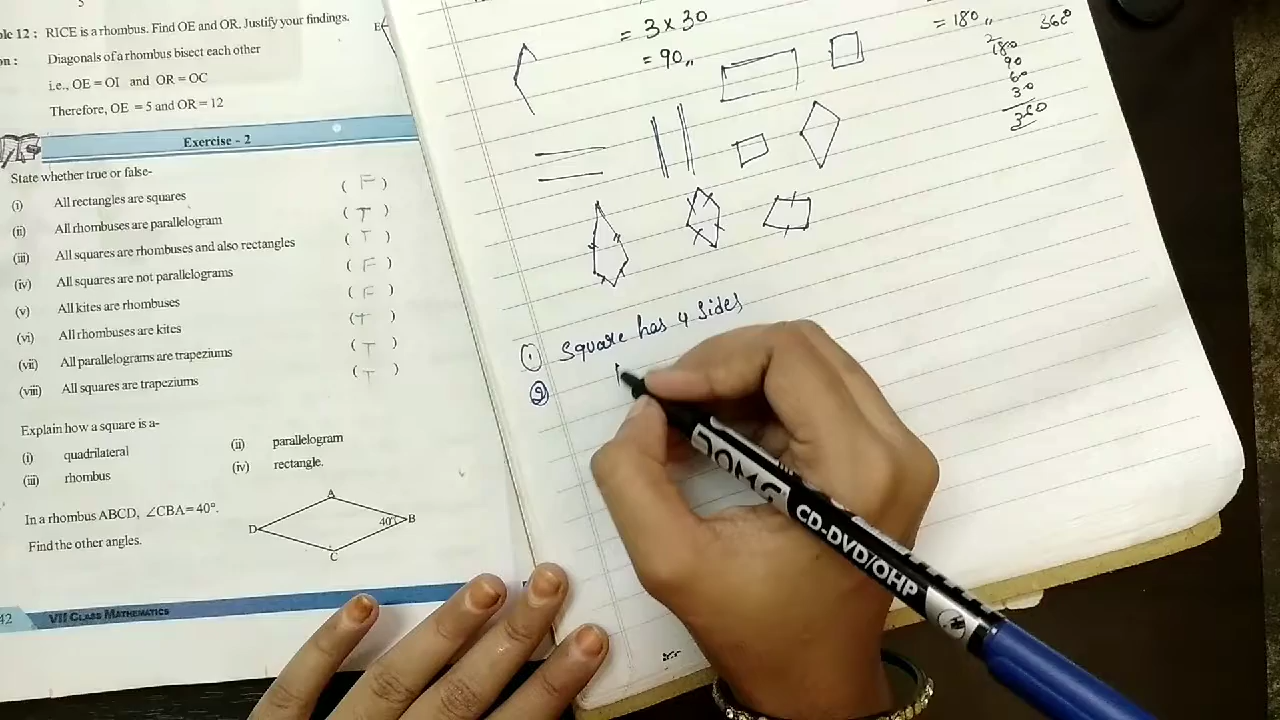 ole 12 : RICE is a rhombus. Find OE and OR. Justify your findings.
on : Diagonals of a rhombus bisect each other
i.e., OE = OI and OR = OC
Therefore, OE = 5 and OR = 12
E
Exercise - 2
State whether true or false-
(i) All rectangles are squares ( F )
(ii) All rhombuses are parallelogram ( T )
(iii) All squares are rhombuses and also rectangles ( T )
(iv) All squares are not parallelograms ( F )
(v) All kites are rhombuses ( F )
(vi) All rhombuses are kites ( T )
(vii) All parallelograms are trapeziums ( T )
(viii) All squares are trapeziums ( T )
Explain how a square is a-
(i) quadrilateral (ii) parallelogram
(iii) rhombus (iv) rectangle.
In a rhombus ABCD, ∠CBA = 40°.
Find the other angles.
A
D 40° B
C
42 VII Class Mathematics
= 3 × 30
= 90,,
= 180,,
360
2
180
90
60
30
360
① Square has 4 sides
②
DOMS CD-DVD/OHP